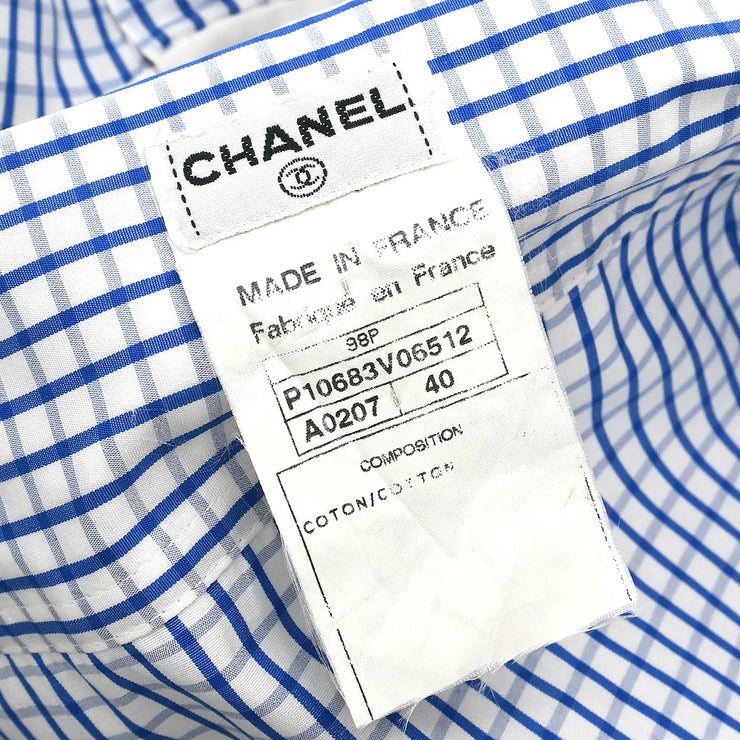 CHANEL
MADE IN FRANCE
Fabriqué en France
98P
P10683V06512
A0207 40
COMPOSITION
COTON/COTTON